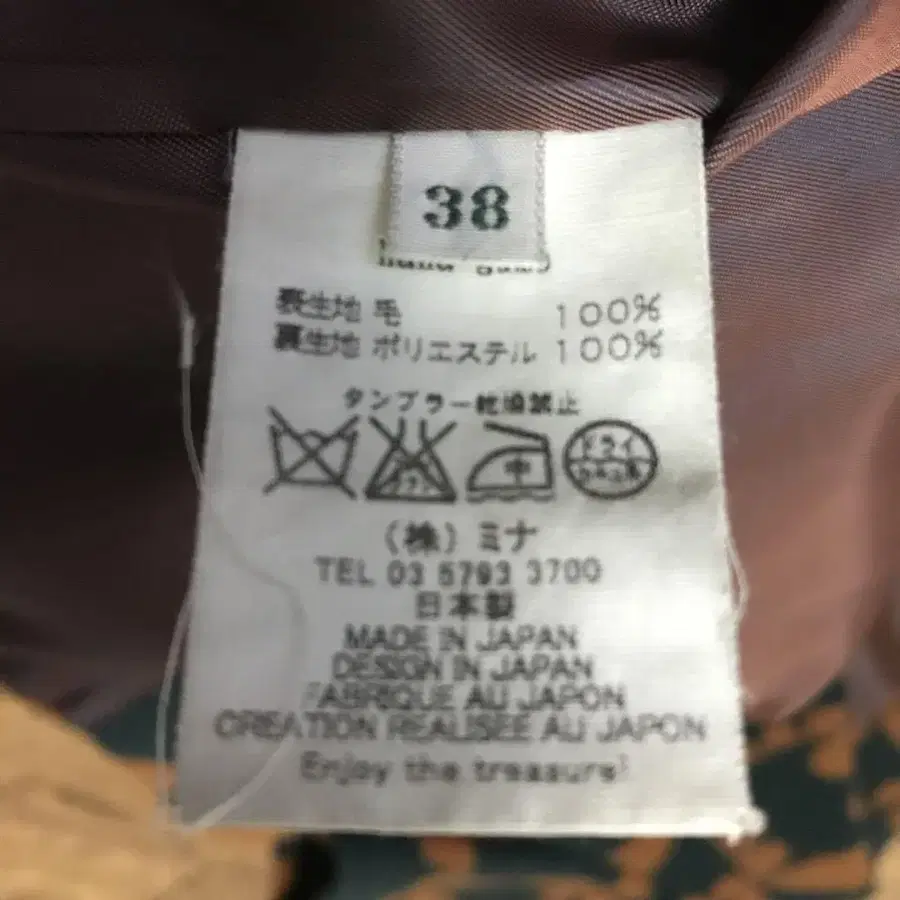 38
表生地 毛 100%
裏生地 ポリエステル 100%
タンブラー乾燥禁止
中
ドライ
(株)ミナ
TEL 03 5793 3700
日本製
MADE IN JAPAN
DESIGN IN JAPAN
FABRIQUE AU JAPON
CREATION REALISEE AU JAPON
Enjoy the treasure!